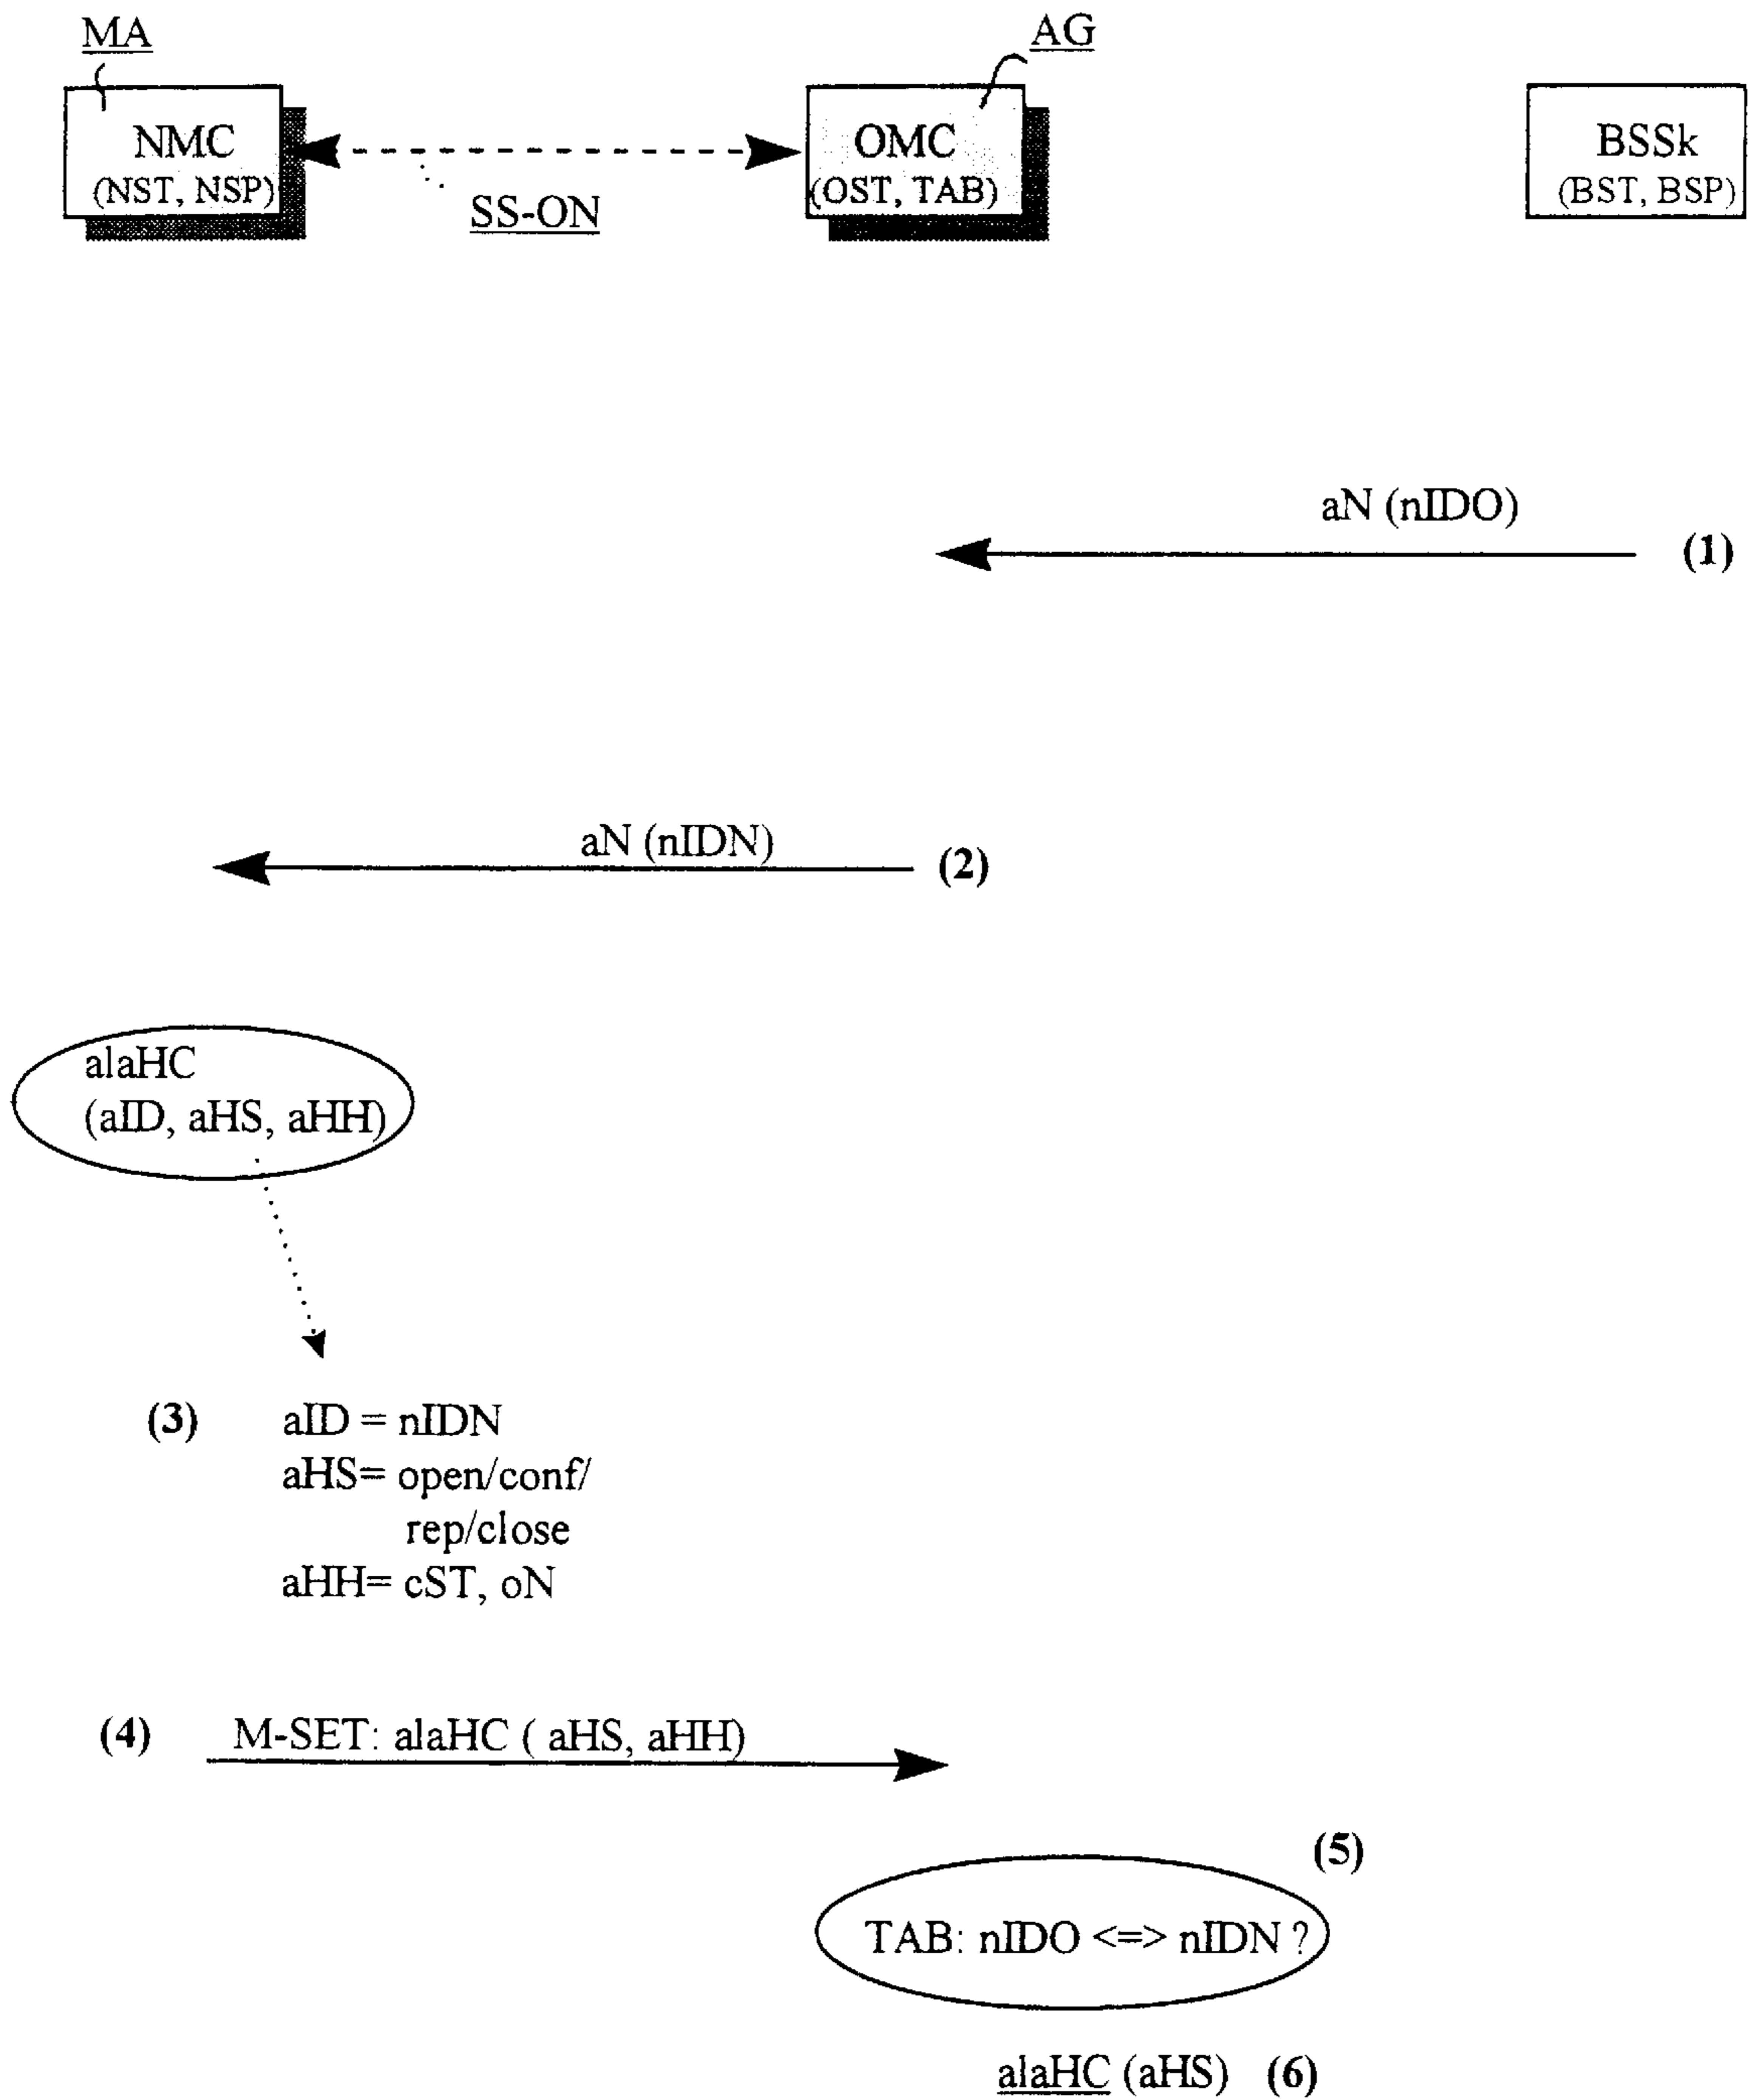 MA
AG
NMC
(NST, NSP)
OMC
(OST, TAB)
BSSk
(BST, BSP)
SS-ON
aN (nIDO)
(1)
aN (nIDN)
(2)
alaHC
(aID, aHS, aHH)
(3) aID = nIDN
aHS= open/conf/
rep/close
aHH= cST, oN
(4) M-SET: alaHC ( aHS, aHH)
(5)
TAB: nIDO <=> nIDN ?
alaHC (aHS) (6)